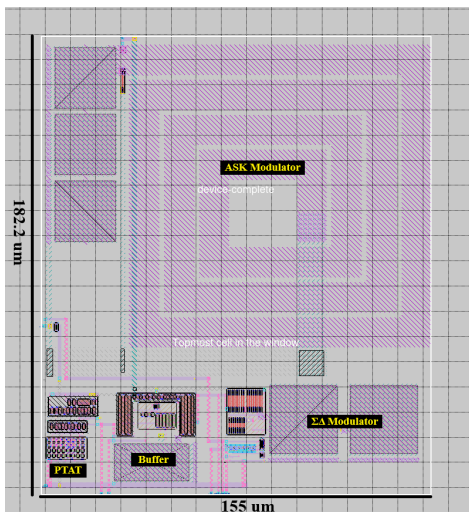 ASK Modulator
device-complete
182.2 um
Topmost cell in the window
ΣΔ Modulator
Buffer
PTAT
155 um